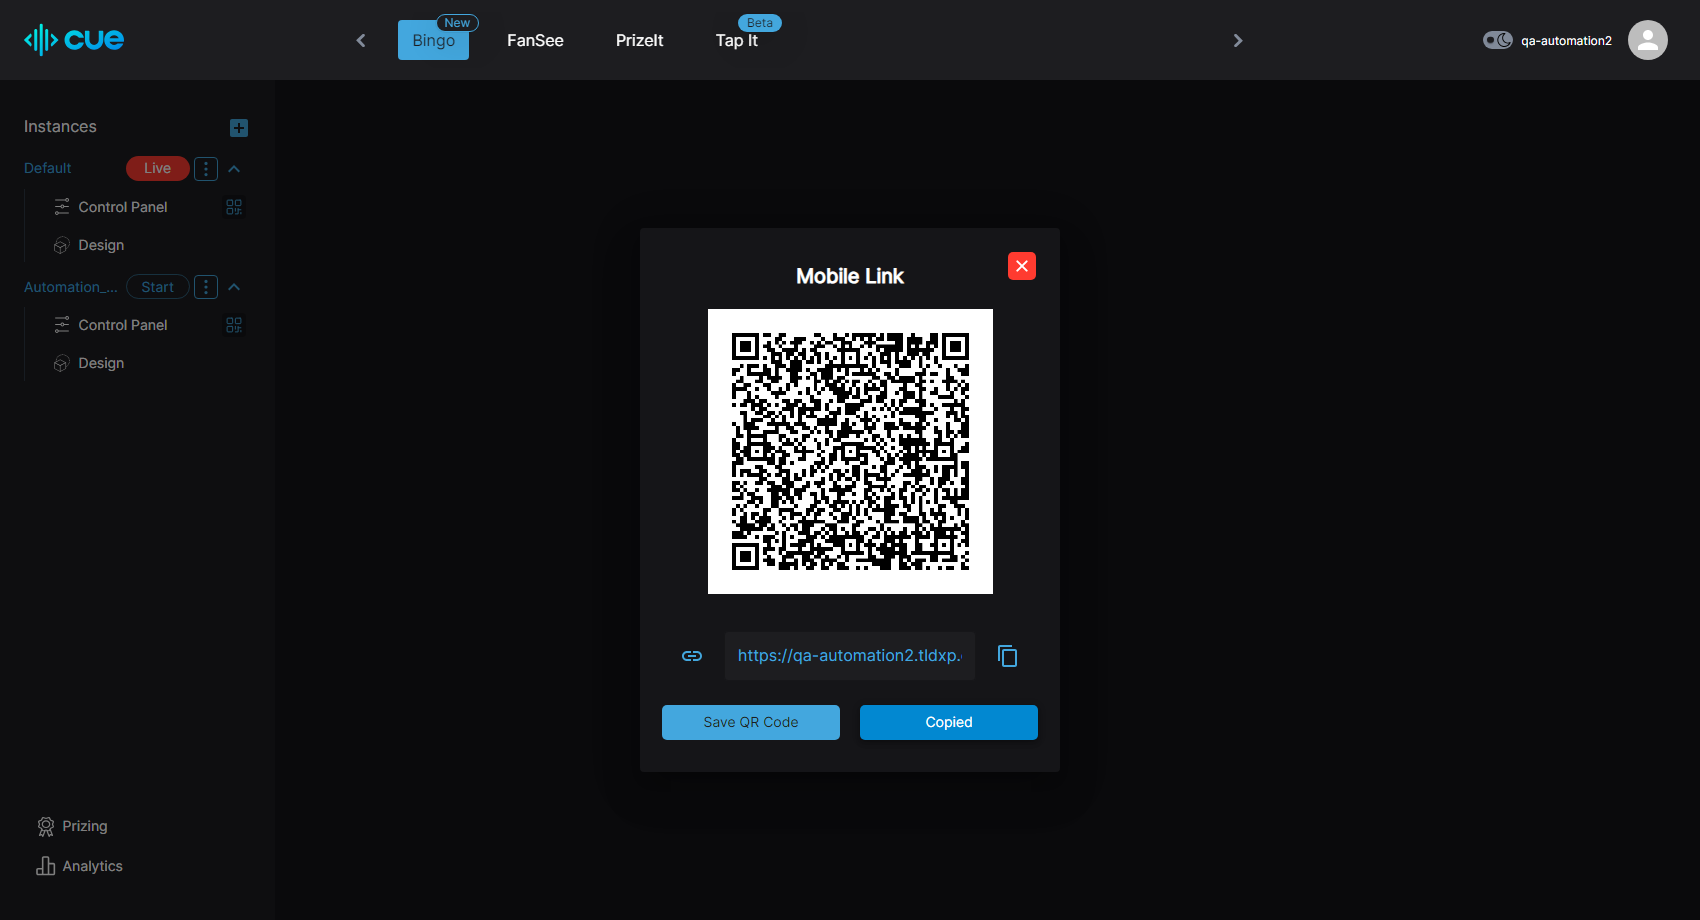 cue
Bingo
New
FanSee
PrizeIt
Tap It
Beta
qa-automation2
Instances
Default
Live
Control Panel
Design
Automation_...
Start
Control Panel
Design
Mobile Link
https://qa-automation2.tldxp.
Save QR Code
Copied
Prizing
Analytics